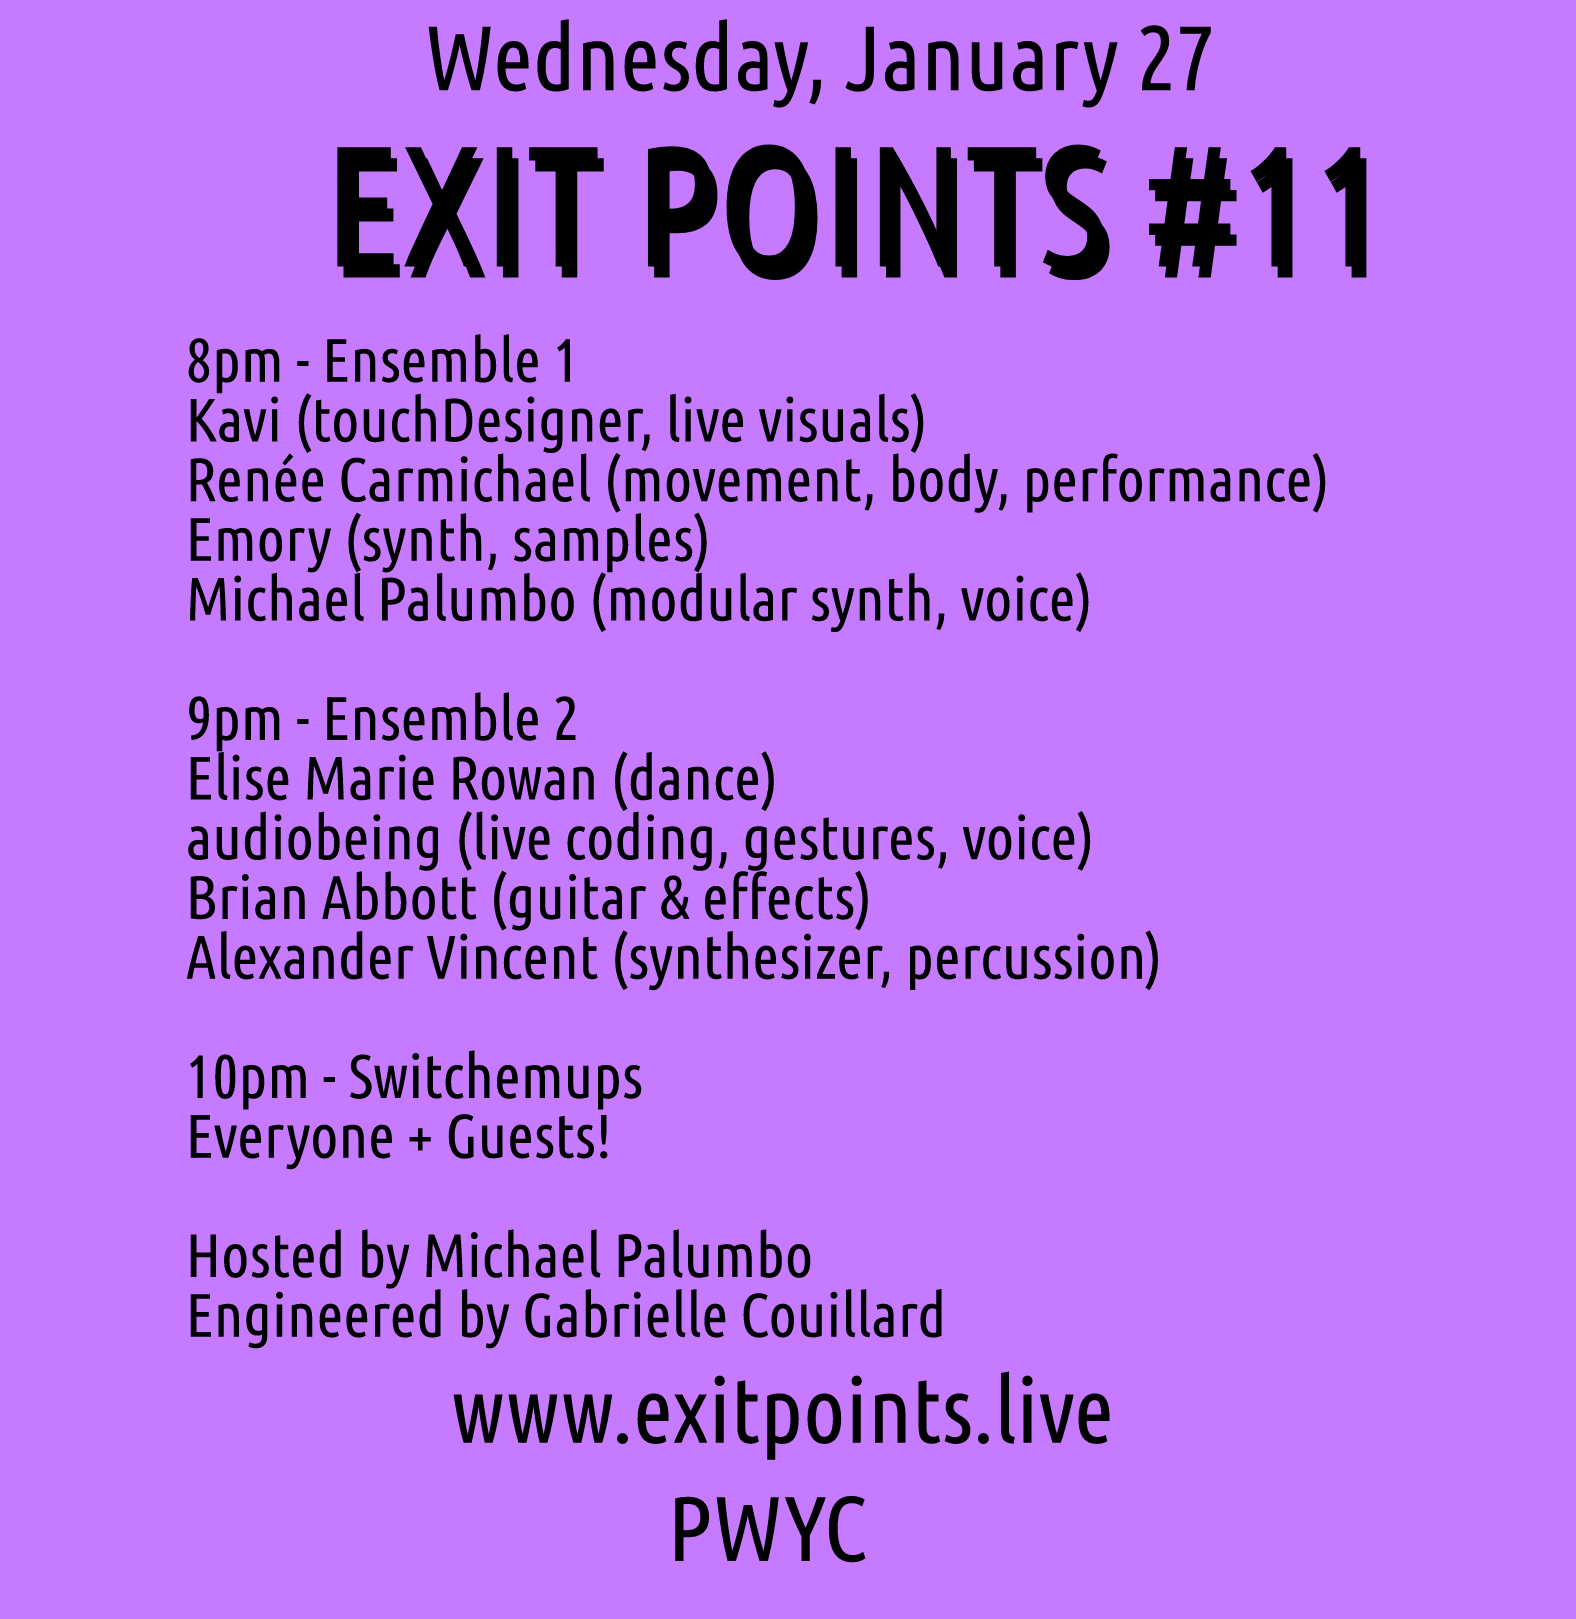 Wednesday, January 27
EXIT POINTS #11
8pm - Ensemble 1
Kavi (touchDesigner, live visuals)
Renée Carmichael (movement, body, performance)
Emory (synth, samples)
Michael Palumbo (modular synth, voice)
9pm - Ensemble 2
Elise Marie Rowan (dance)
audiobeing (live coding, gestures, voice)
Brian Abbott (guitar & effects)
Alexander Vincent (synthesizer, percussion)
10pm - Switchemups
Everyone + Guests!
Hosted by Michael Palumbo
Engineered by Gabrielle Couillard
www.exitpoints.live
PWYC